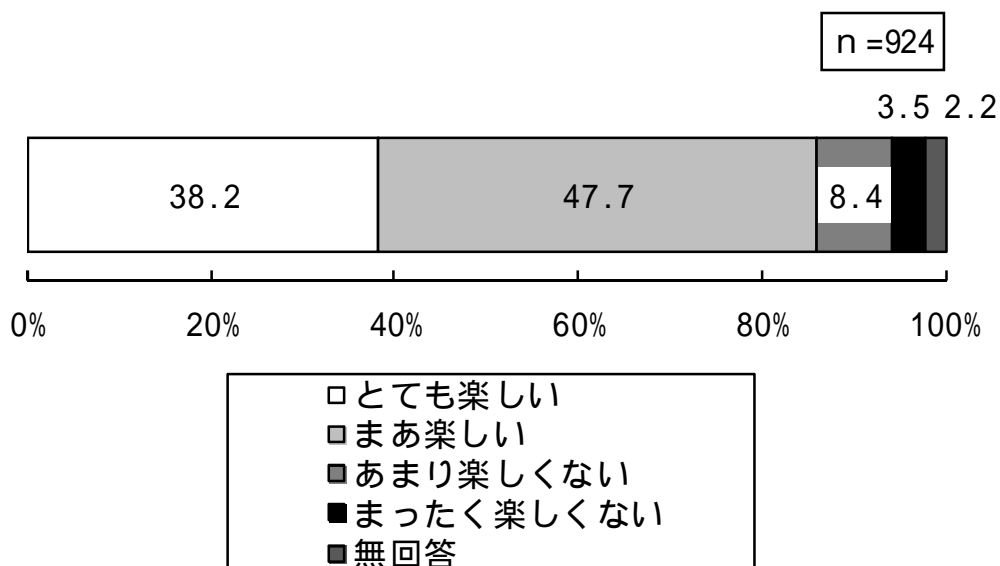 n=924
3.5 2.2
38.2 47.7 8.4
0% 20% 40% 60% 80% 100%
とても楽しい
まあ楽しい
あまり楽しくない
まったく楽しくない
無回答